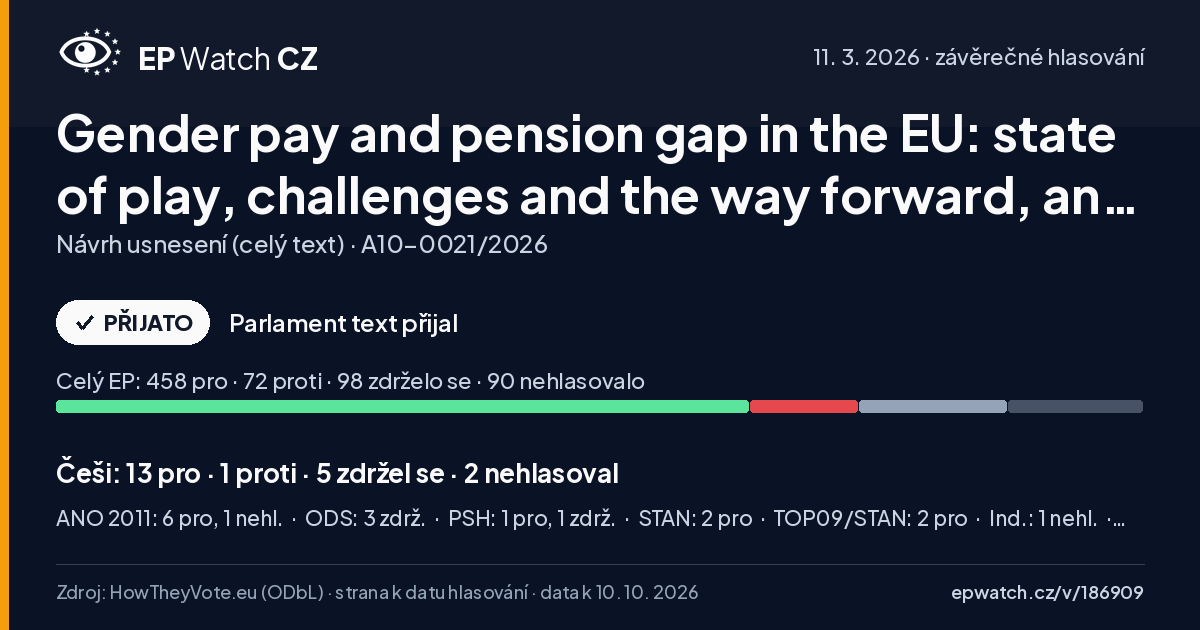 EP Watch CZ
11. 3. 2026 · závěrečné hlasování
Gender pay and pension gap in the EU: state
of play, challenges and the way forward, an…
Návrh usnesení (celý text) · A10–0021/2026
✓ PŘIJATO
Parlament text přijal
Celý EP: 458 pro · 72 proti · 98 zdrželo se · 90 nehlasovalo
Češi: 13 pro · 1 proti · 5 zdržel se · 2 nehlasoval
ANO 2011: 6 pro, 1 nehl. · ODS: 3 zdrž. · PSH: 1 pro, 1 zdrž. · STAN: 2 pro · TOP09/STAN: 2 pro · Ind.: 1 nehl. ·…
Zdroj: HowTheyVote.eu (ODbL) · strana k datu hlasování · data k 10. 10. 2026
epwatch.cz/v/186909